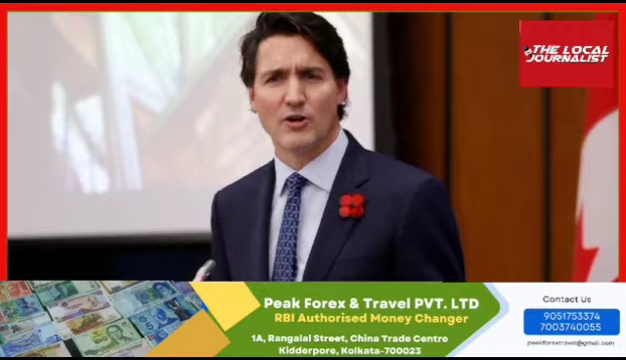 THE LOCAL
JOURNALIST
Peak Forex & Travel PVT. LTD
RBI Authorised Money Changer
1A, Rangalal Street, China Trade Centre
Kidderpore, Kolkata-700023
Contact Us
9051753374
7003740055
peakforextravel@gmail.com